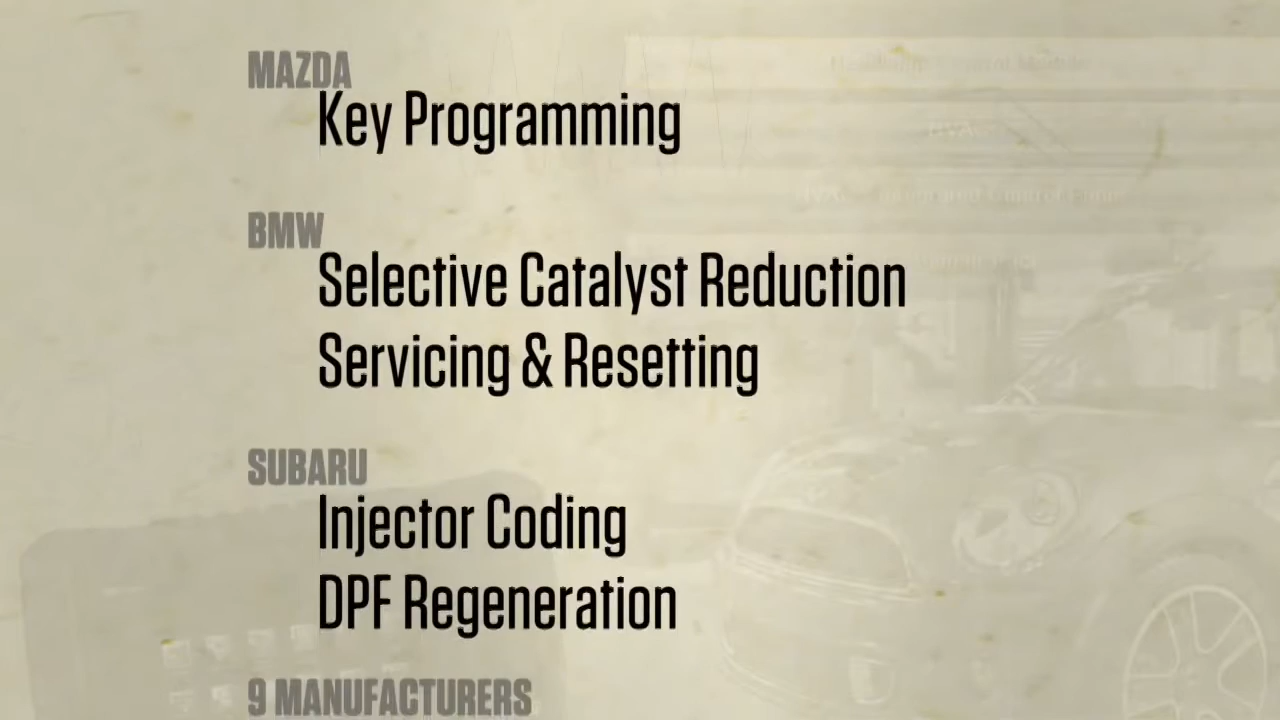 MAZDA
Key Programming
BMW
Selective Catalyst Reduction
Servicing & Resetting
SUBARU
Injector Coding
DPF Regeneration
9 MANUFACTURERS